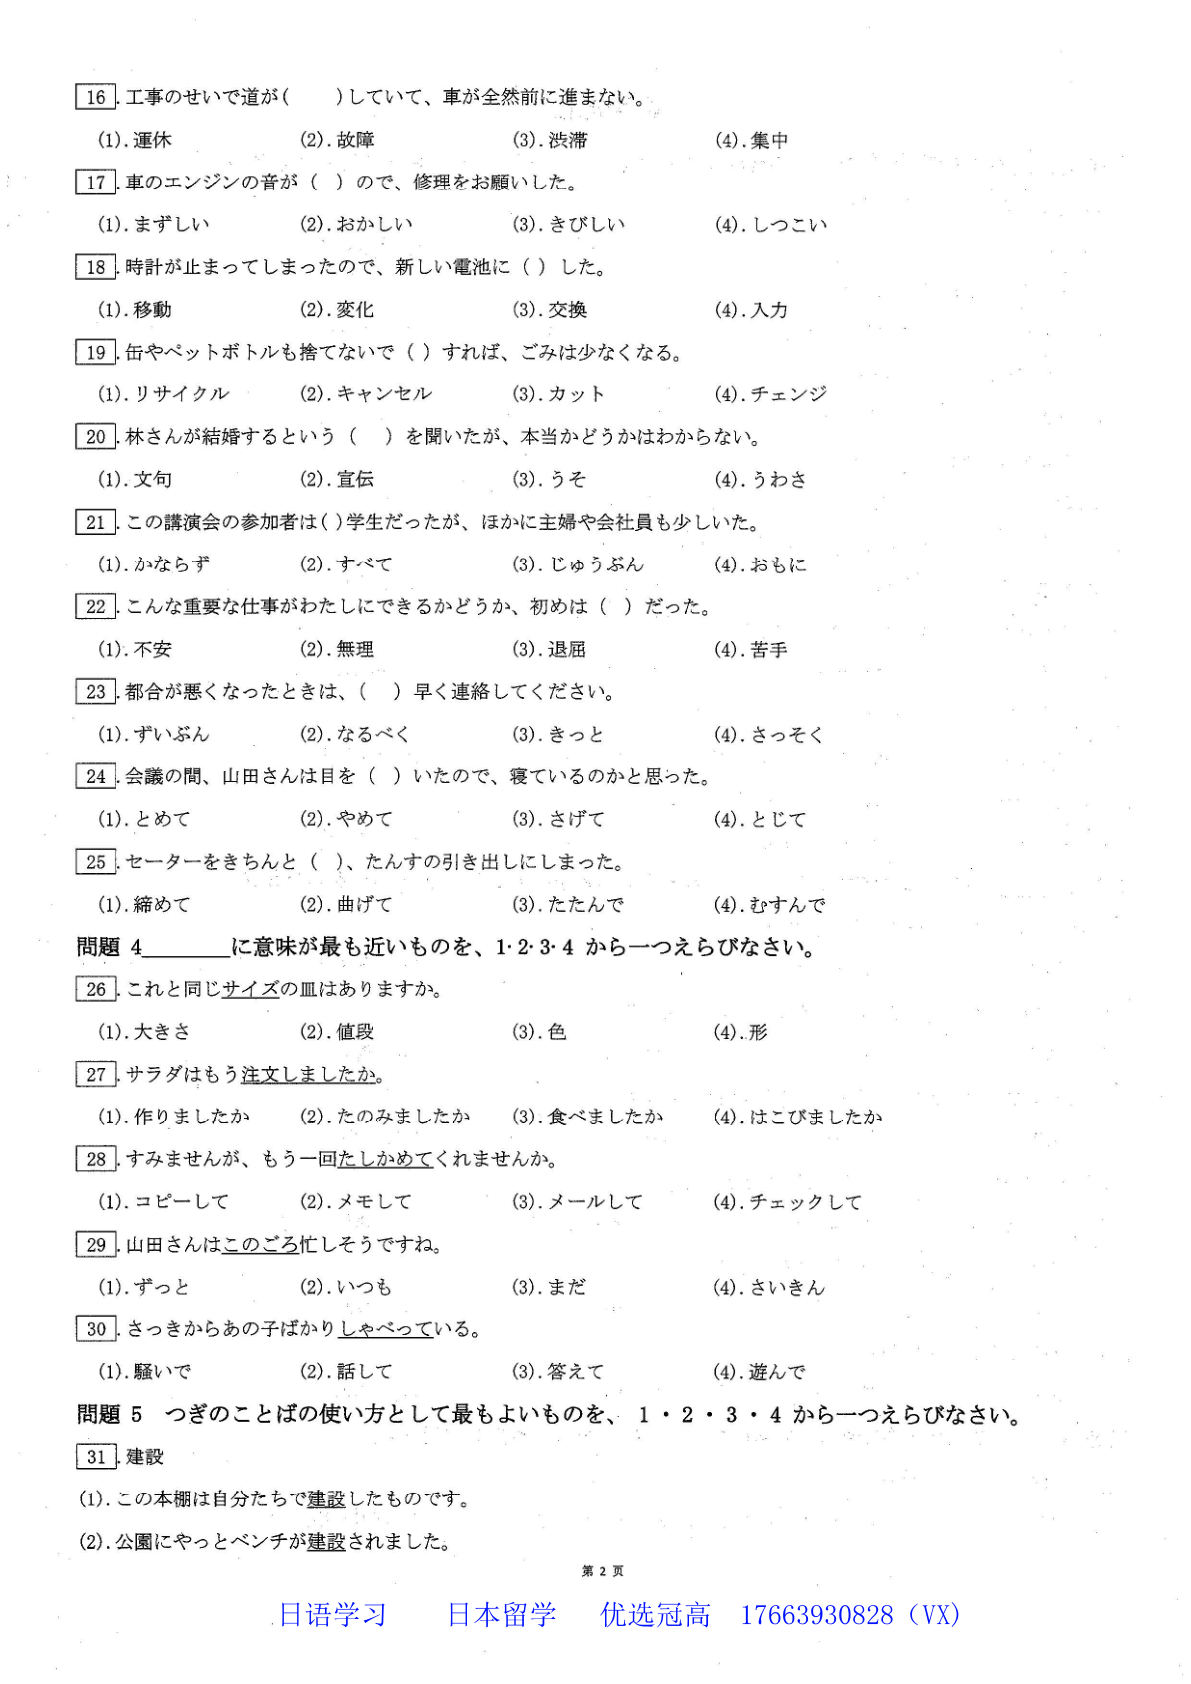 16.工事のせいで道が(　　)していて、車が全然前に進まない。
(1).運休　(2).故障　(3).渋滞　(4).集中
17.車のエンジンの音が（　）ので、修理をお願いした。
(1).まずしい　(2).おかしい　(3).きびしい　(4).しつこい
18.時計が止まってしまったので、新しい電池に（ ）した。
(1).移動　(2).変化　(3).交換　(4).入力
19.缶やペットボトルも捨てないで（ ）すれば、ごみは少なくなる。
(1).リサイクル　(2).キャンセル　(3).カット　(4).チェンジ
20.林さんが結婚するという（　 ）を聞いたが、本当かどうかはわからない。
(1).文句　(2).宣伝　(3).うそ　(4).うわさ
21.この講演会の参加者は( )学生だったが、ほかに主婦や会社員も少しいた。
(1).かならず　(2).すべて　(3).じゅうぶん　(4).おもに
22.こんな重要な仕事がわたしにできるかどうか、初めは（　）だった。
(1).不安　(2).無理　(3).退屈　(4).苦手
23.都合が悪くなったときは、（　 ）早く連絡してください。
(1).ずいぶん　(2).なるべく　(3).きっと　(4).さっそく
24.会議の間、山田さんは目を（　）いたので、寝ているのかと思った。
(1).とめて　(2).やめて　(3).さげて　(4).とじて
25.セーターをきちんと（　）、たんすの引き出しにしまった。
(1).締めて　(2).曲げて　(3).たたんで　(4).むすんで
問題 4________に意味が最も近いものを、1·2·3·4 から一つえらびなさい。
26.これと同じサイズの皿はありますか。
(1).大きさ　(2).値段　(3).色　(4).形
27.サラダはもう注文しましたか。
(1).作りましたか　(2).たのみましたか　(3).食べましたか　(4).はこびましたか
28.すみませんが、もう一回たしかめてくれませんか。
(1).コピーして　(2).メモして　(3).メールして　(4).チェックして
29.山田さんはこのごろ忙しそうですね。
(1).ずっと　(2).いつも　(3).まだ　(4).さいきん
30.さっきからあの子ばかりしゃべっている。
(1).騒いで　(2).話して　(3).答えて　(4).遊んで
問題 5　つぎのことばの使い方として最もよいものを、 1・2・3・4 から一つえらびなさい。
31.建設
(1).この本棚は自分たちで建設したものです。
(2).公園にやっとベンチが建設されました。
第 2 页
日语学习　日本留学　优选冠高　17663930828（VX）